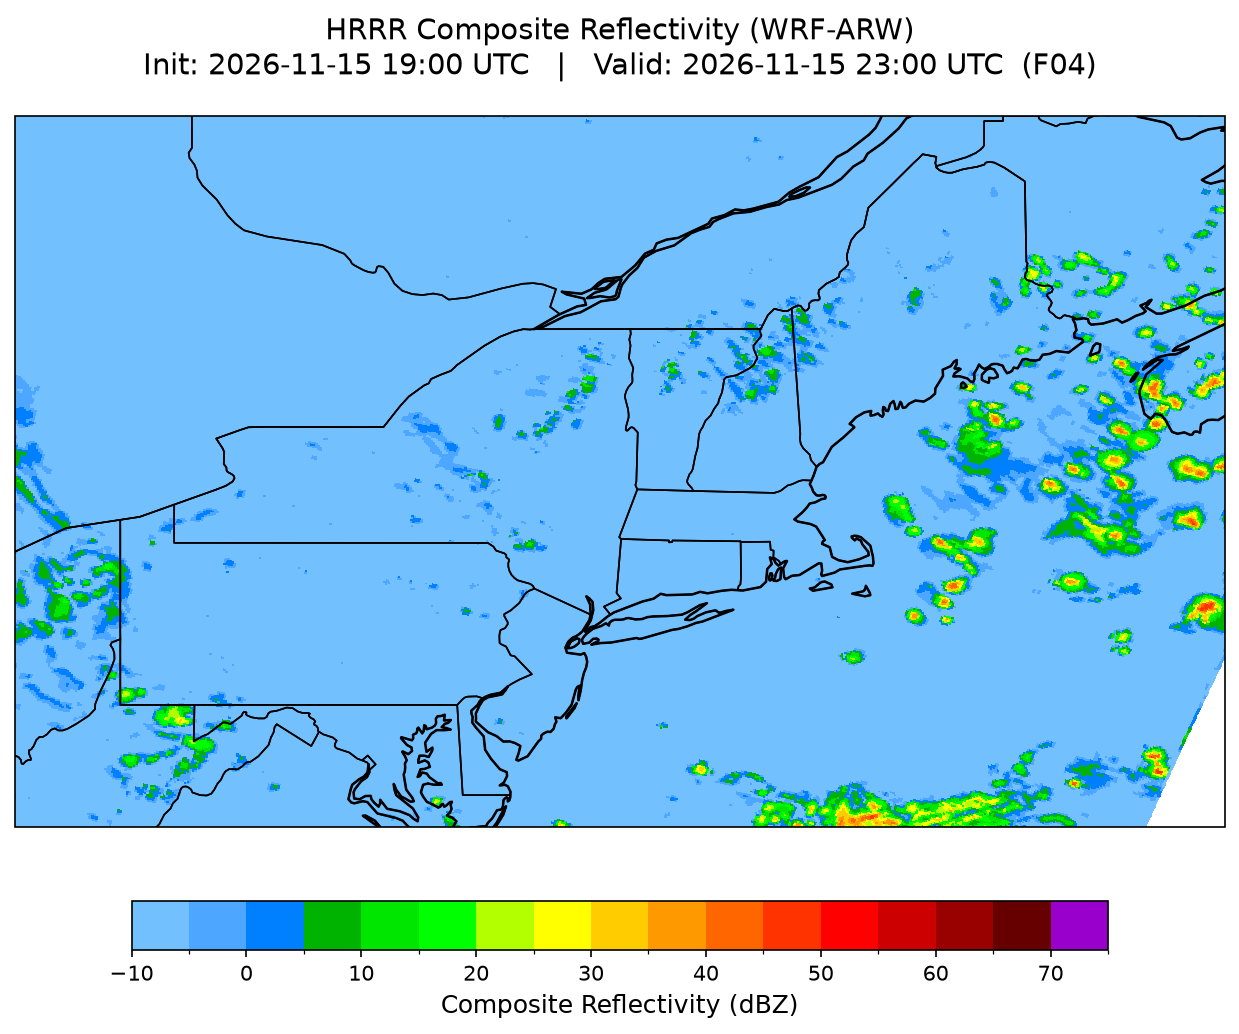 HRRR Composite Reflectivity (WRF-ARW)
Init: 2026-11-15 19:00 UTC   |   Valid: 2026-11-15 23:00 UTC  (F04)
−10 0 10 20 30 40 50 60 70
Composite Reflectivity (dBZ)